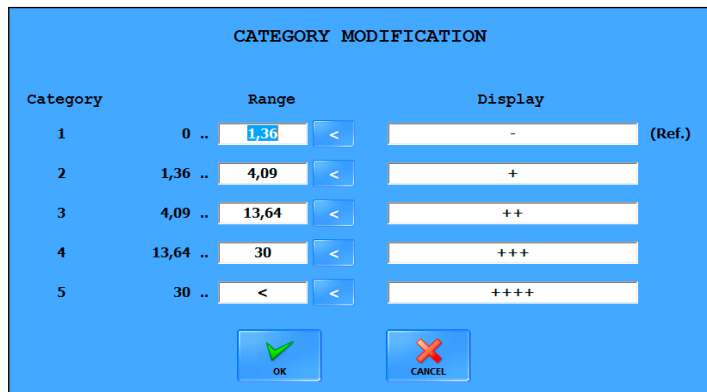 CATEGORY MODIFICATION
Category Range Display
1 0 .. 1,36 < - (Ref.)
2 1,36 .. 4,09 < +
3 4,09 .. 13,64 < ++
4 13,64 .. 30 < +++
5 30 .. < < ++++
OK CANCEL